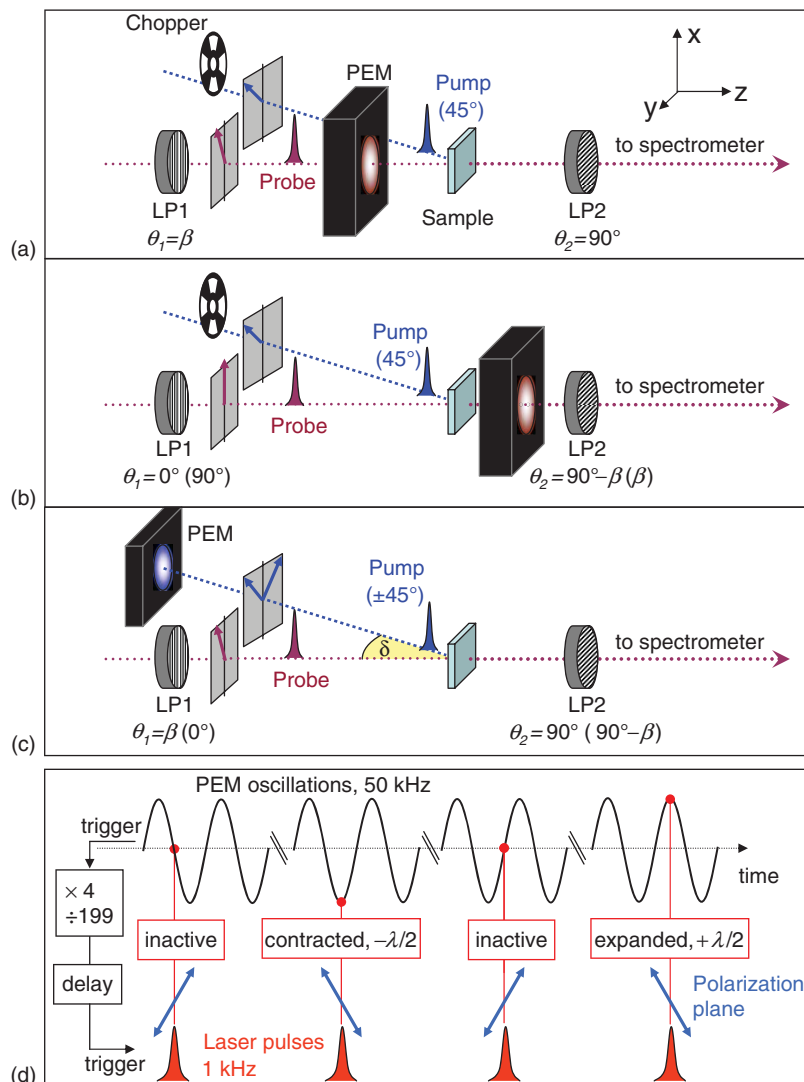 Chopper
PEM
Pump
(45°)
x
y
z
Probe
to spectrometer
LP1
Sample
LP2
θ₁=β
θ₂=90°
(a)
Pump
(45°)
to spectrometer
Probe
LP1
LP2
θ₁=0° (90°)
θ₂=90°−β (β)
(b)
PEM
Pump
(±45°)
δ
to spectrometer
Probe
LP1
LP2
θ₁=β (0°)
θ₂=90° (90°−β)
(c)
PEM oscillations, 50 kHz
trigger
time
× 4
÷199
inactive
contracted, −λ/2
inactive
expanded, +λ/2
delay
Polarization
plane
trigger
Laser pulses
1 kHz
(d)